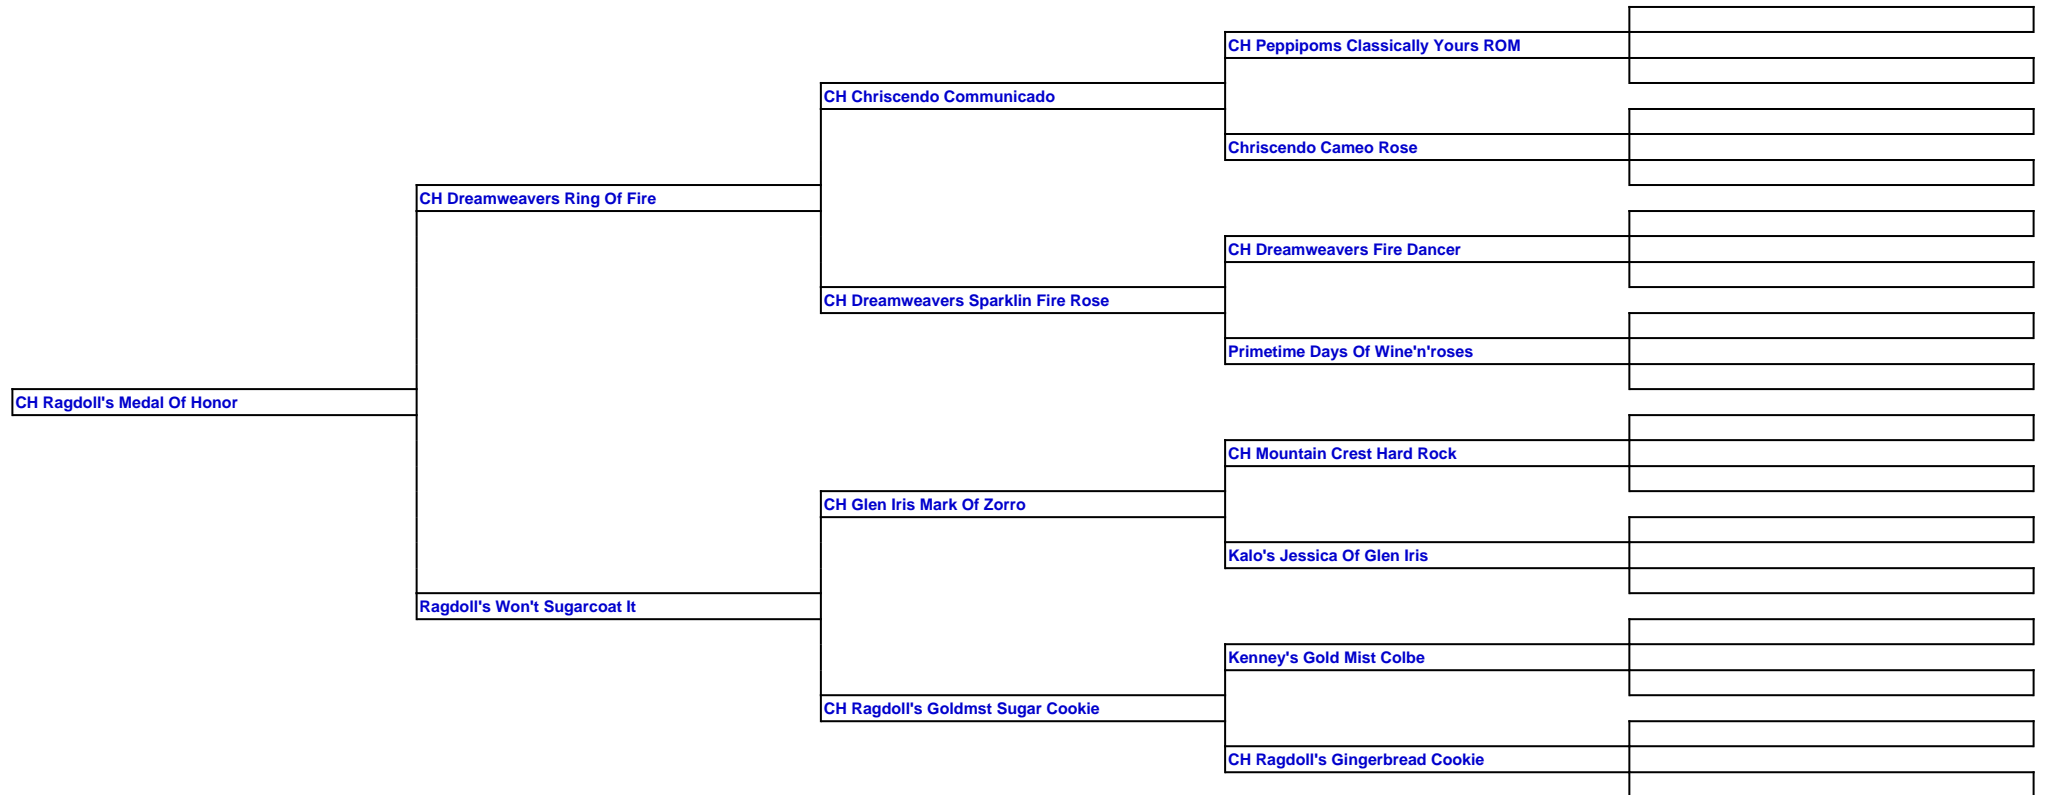 CH Peppipoms Classically Yours ROM
CH Chriscendo Communicado
Chriscendo Cameo Rose
CH Dreamweavers Ring Of Fire
CH Dreamweavers Fire Dancer
CH Dreamweavers Sparklin Fire Rose
Primetime Days Of Wine'n'roses
CH Ragdoll's Medal Of Honor
CH Mountain Crest Hard Rock
CH Glen Iris Mark Of Zorro
Kalo's Jessica Of Glen Iris
Ragdoll's Won't Sugarcoat It
Kenney's Gold Mist Colbe
CH Ragdoll's Goldmst Sugar Cookie
CH Ragdoll's Gingerbread Cookie